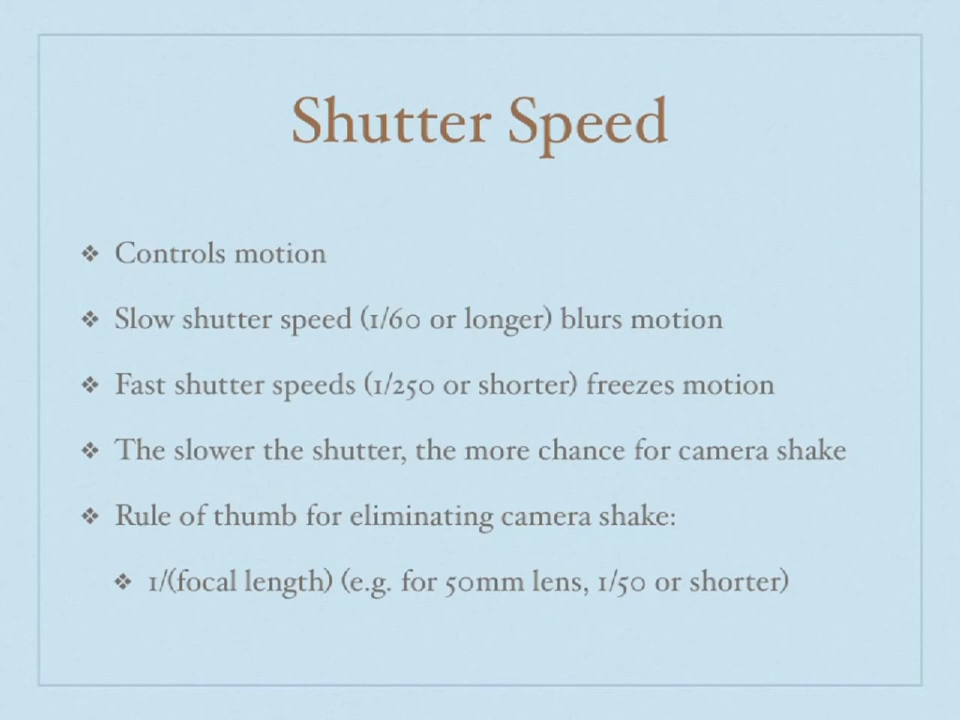 Shutter Speed
❖ Controls motion
❖ Slow shutter speed (1/60 or longer) blurs motion
❖ Fast shutter speeds (1/250 or shorter) freezes motion
❖ The slower the shutter, the more chance for camera shake
❖ Rule of thumb for eliminating camera shake:
❖ 1/(focal length) (e.g. for 50mm lens, 1/50 or shorter)